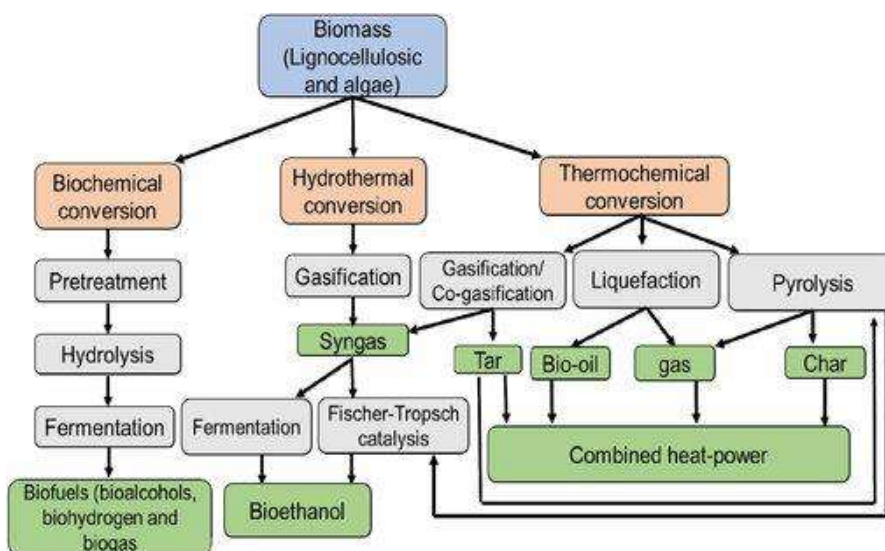 Biomass
(Lignocellulosic
and algae)
Biochemical
conversion
Hydrothermal
conversion
Thermochemical
conversion
Pretreatment
Gasification
Gasification/
Co-gasification
Liquefaction
Pyrolysis
Hydrolysis
Syngas
Tar
Bio-oil
gas
Char
Fermentation
Fermentation
Fischer-Tropsch
catalysis
Combined heat-power
Biofuels (bioalcohols,
biohydrogen and
biogas
Bioethanol